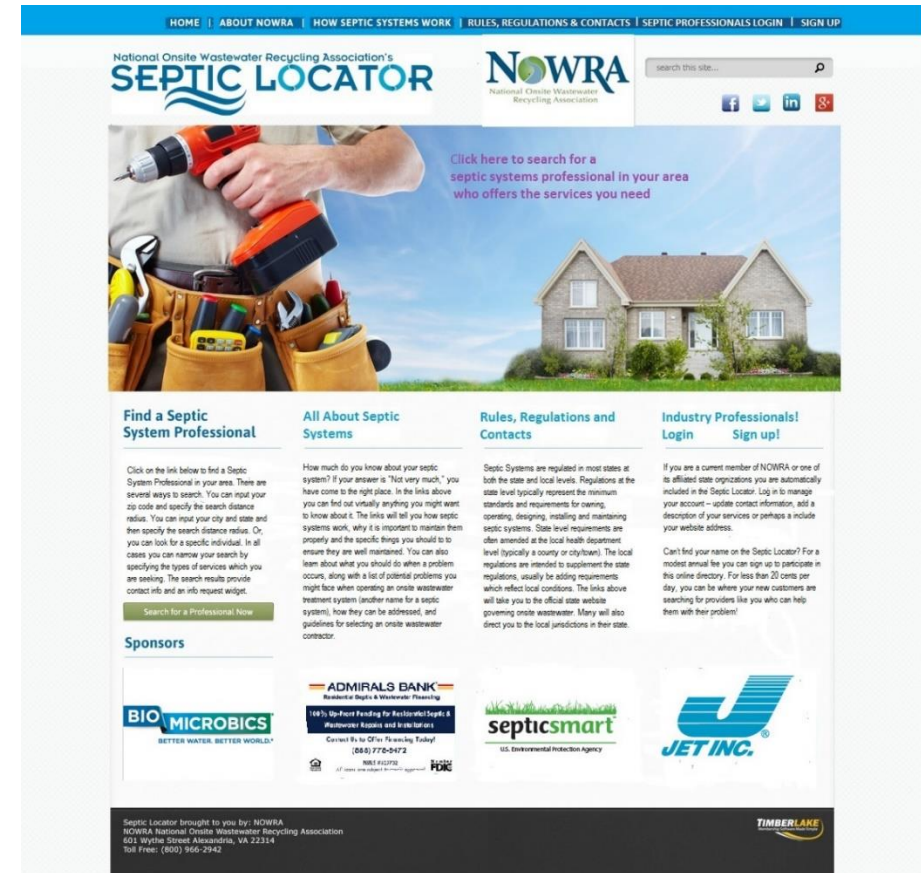 HOME | ABOUT NOWRA | HOW SEPTIC SYSTEMS WORK | RULES, REGULATIONS & CONTACTS | SEPTIC PROFESSIONALS LOGIN | SIGN UP
National Onsite Wastewater Recycling Association's
SEPTIC LOCATOR
NOWRA
National Onsite Wastewater
Recycling Association
search this site...
Click here to search for a
septic systems professional in your area
who offers the services you need
Find a Septic
System Professional
Click on the link below to find a Septic
System Professional in your area. There are
several ways to search. You can input your
zip code and specify the search distance
radius. You can input your city and state and
then specify the search distance radius. Or,
you can look for a specific individual. In all
cases you can narrow your search by
specifying the types of services which you
are seeking. The search results provide
contact info and an info request widget.
Search for a Professional Now
All About Septic
Systems
How much do you know about your septic
system? If your answer is "Not very much," you
have come to the right place. In the links above
you can find out virtually anything you might want
to know about it. The links will tell you how septic
systems work, why it is important to maintain them
properly and the specific things you should to to
ensure they are well maintained. You can also
learn about what you should do when a problem
occurs, along with a list of potential problems you
might face when operating an onsite wastewater
treatment system (another name for a septic
system), how they can be addressed, and
guidelines for selecting an onsite wastewater
contractor.
Rules, Regulations and
Contacts
Septic Systems are regulated in most states at
both the state and local levels. Regulations at the
state level typically represent the minimum
standards and requirements for owning,
operating, designing, installing and maintaining
septic systems. State level requirements are
often amended at the local health department
level (typically a county or city/town). The local
regulations are intended to supplement the state
regulations, usually be adding requirements
which reflect local conditions. The links above
will take you to the official state website
governing onsite wastewater. Many will also
direct you to the local jurisdictions in their state.
Industry Professionals!
Login Sign up!
If you are a current member of NOWRA or one of
its affiliated state orgnizations you are automatically
included in the Septic Locator. Log in to manage
your account – update contact information, add a
description of your services or perhaps a include
your website address.
Can't find your name on the Septic Locator? For a
modest annual fee you can sign up to participate in
this online directory. For less than 20 cents per
day, you can be where your new customers are
searching for providers like you who can help
them with their problem!
Sponsors
BIO MICROBICS
BETTER WATER. BETTER WORLD.
ADMIRALS BANK
Residential Septic & Wastewater Financing
100% Up-Front Funding for Residential Septic &
Wastewater Repairs and Installations
Contact Us to Offer Financing Today!
(888) 778-9472
FDIC
septicsmart
U.S. Environmental Protection Agency
JET INC.®
Septic Locator brought to you by: NOWRA
NOWRA National Onsite Wastewater Recycling Association
601 Wythe Street Alexandria, VA 22314
Toll Free: (800) 966-2942
TIMBERLAKE